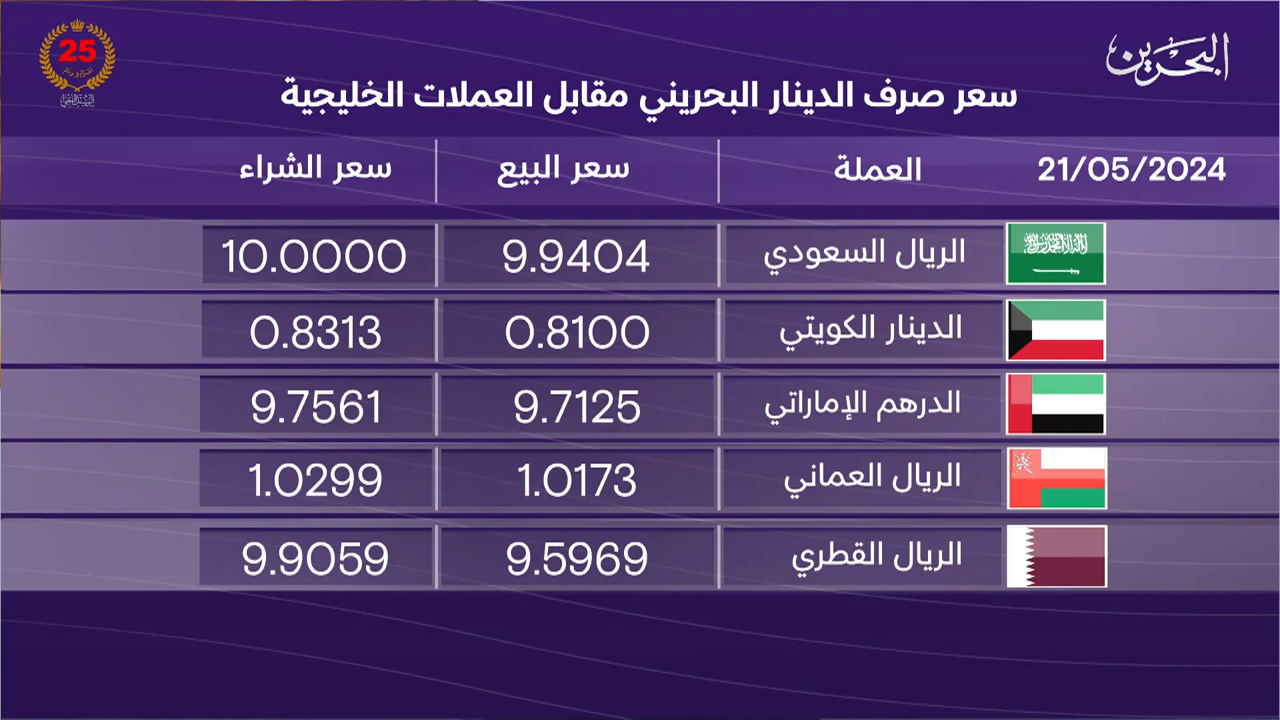 البحرين
25
سعر صرف الدينار البحريني مقابل العملات الخليجية
21/05/2024 العملة سعر البيع سعر الشراء
الريال السعودي 9.9404 10.0000
الدينار الكويتي 0.8100 0.8313
الدرهم الإماراتي 9.7125 9.7561
الريال العماني 1.0173 1.0299
الريال القطري 9.5969 9.9059